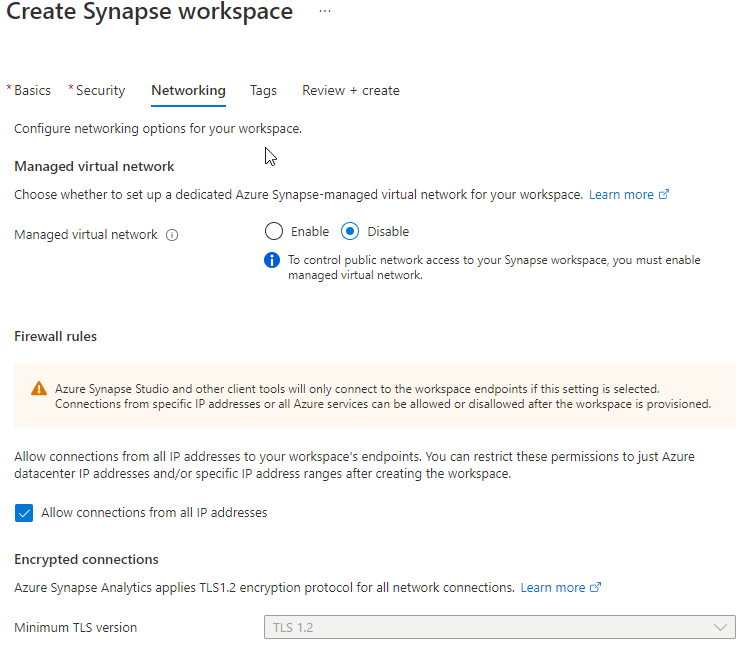 Create Synapse workspace ...
* Basics * Security Networking Tags Review + create
Configure networking options for your workspace.
Managed virtual network
Choose whether to set up a dedicated Azure Synapse-managed virtual network for your workspace. Learn more
Managed virtual network Enable Disable
To control public network access to your Synapse workspace, you must enable
managed virtual network.
Firewall rules
Azure Synapse Studio and other client tools will only connect to the workspace endpoints if this setting is selected.
Connections from specific IP addresses or all Azure services can be allowed or disallowed after the workspace is provisioned.
Allow connections from all IP addresses to your workspace's endpoints. You can restrict these permissions to just Azure
datacenter IP addresses and/or specific IP address ranges after creating the workspace.
Allow connections from all IP addresses
Encrypted connections
Azure Synapse Analytics applies TLS1.2 encryption protocol for all network connections. Learn more
Minimum TLS version TLS 1.2